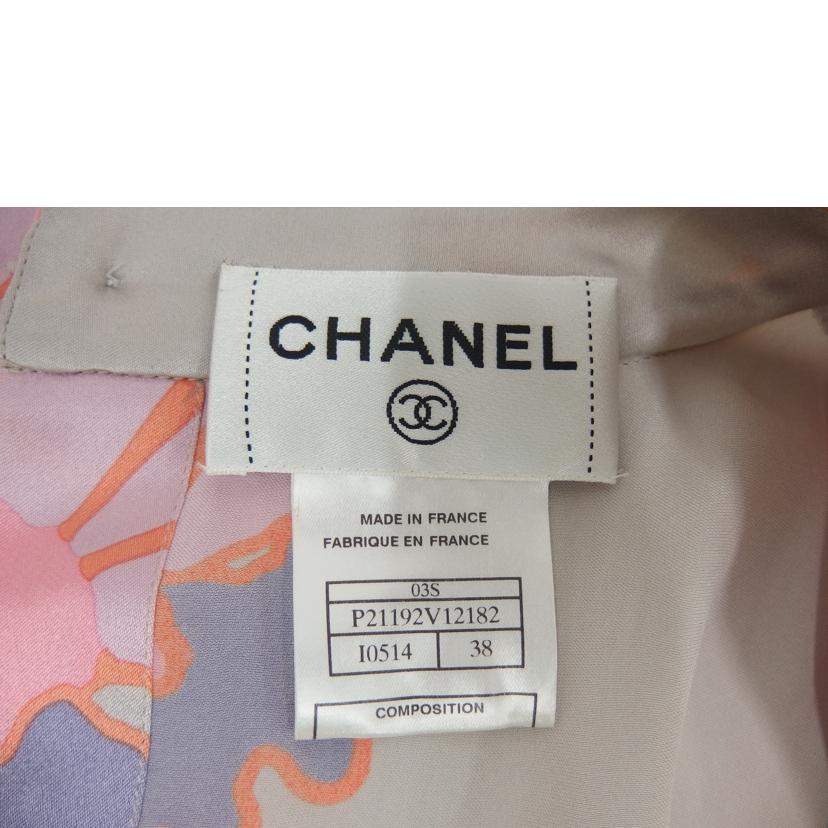 CHANEL
MADE IN FRANCE
FABRIQUE EN FRANCE
03S
P21192V12182
I0514 38
COMPOSITION